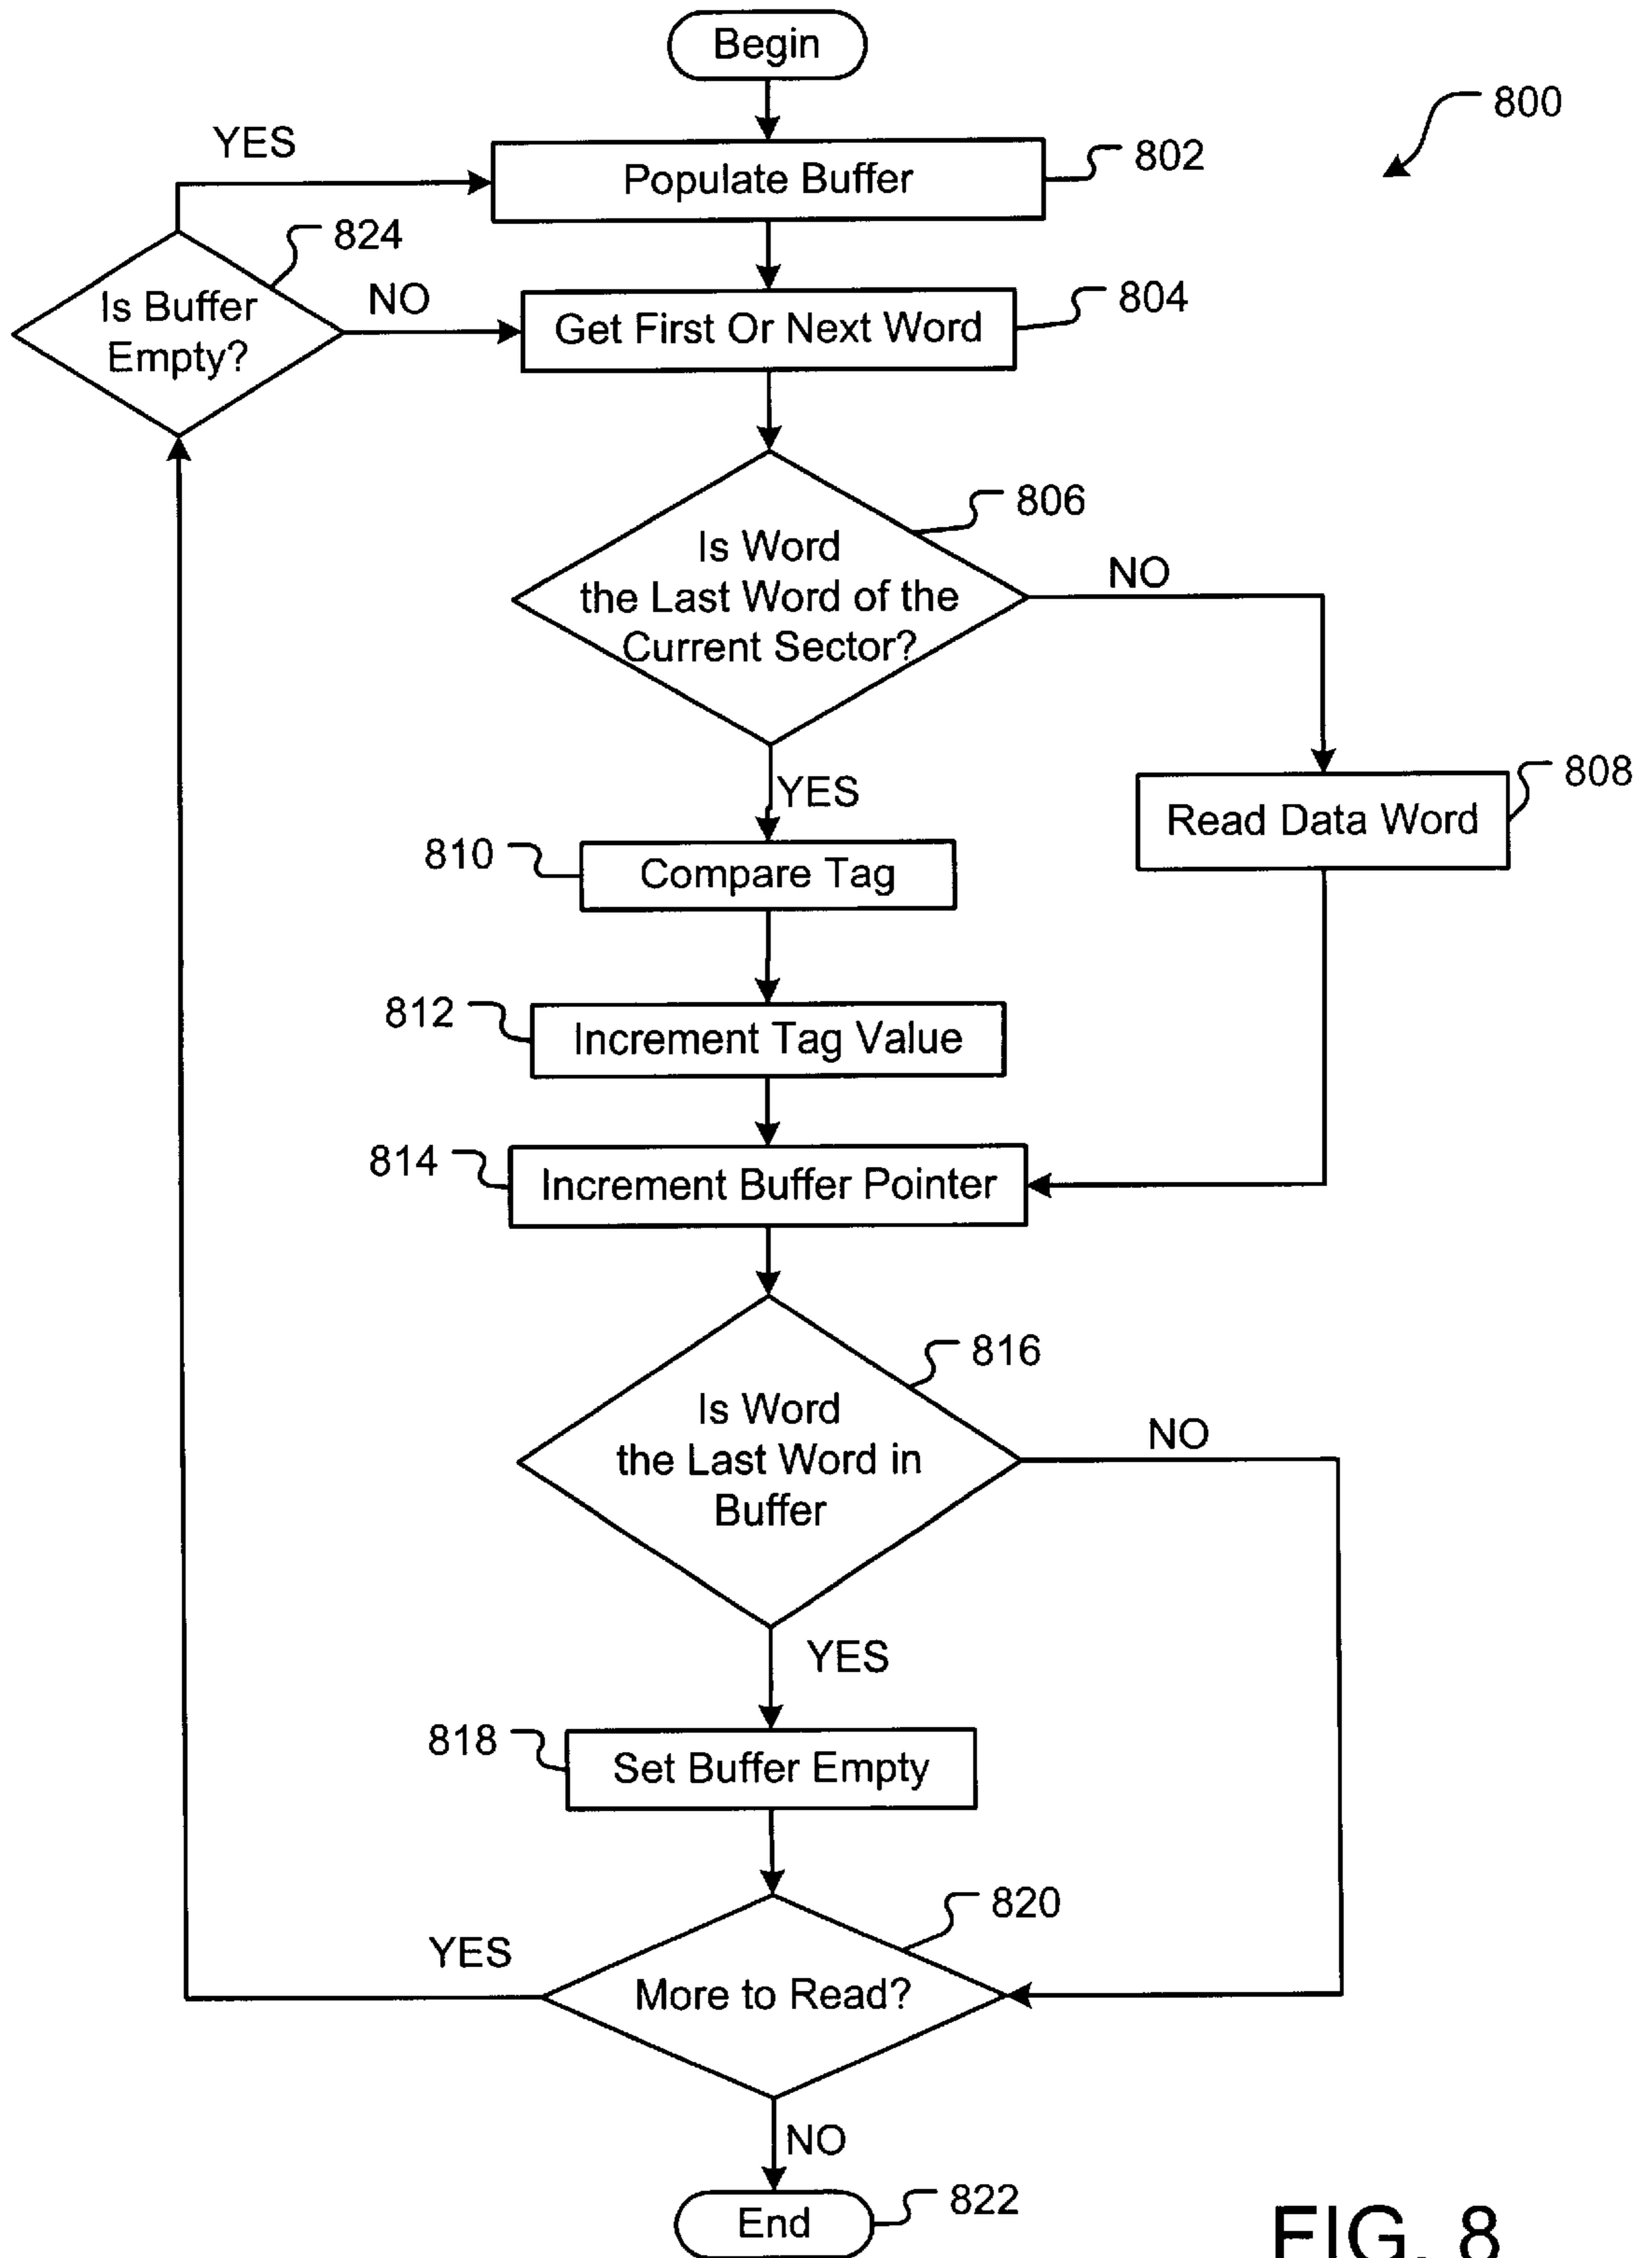 Begin
800
YES
Populate Buffer
802
824
Is Buffer
Empty?
NO
Get First Or Next Word
804
806
Is Word
the Last Word of the
Current Sector?
NO
YES
808
Read Data Word
810
Compare Tag
812
Increment Tag Value
814
Increment Buffer Pointer
816
Is Word
the Last Word in
Buffer
NO
YES
818
Set Buffer Empty
820
YES
More to Read?
NO
End
822
FIG. 8